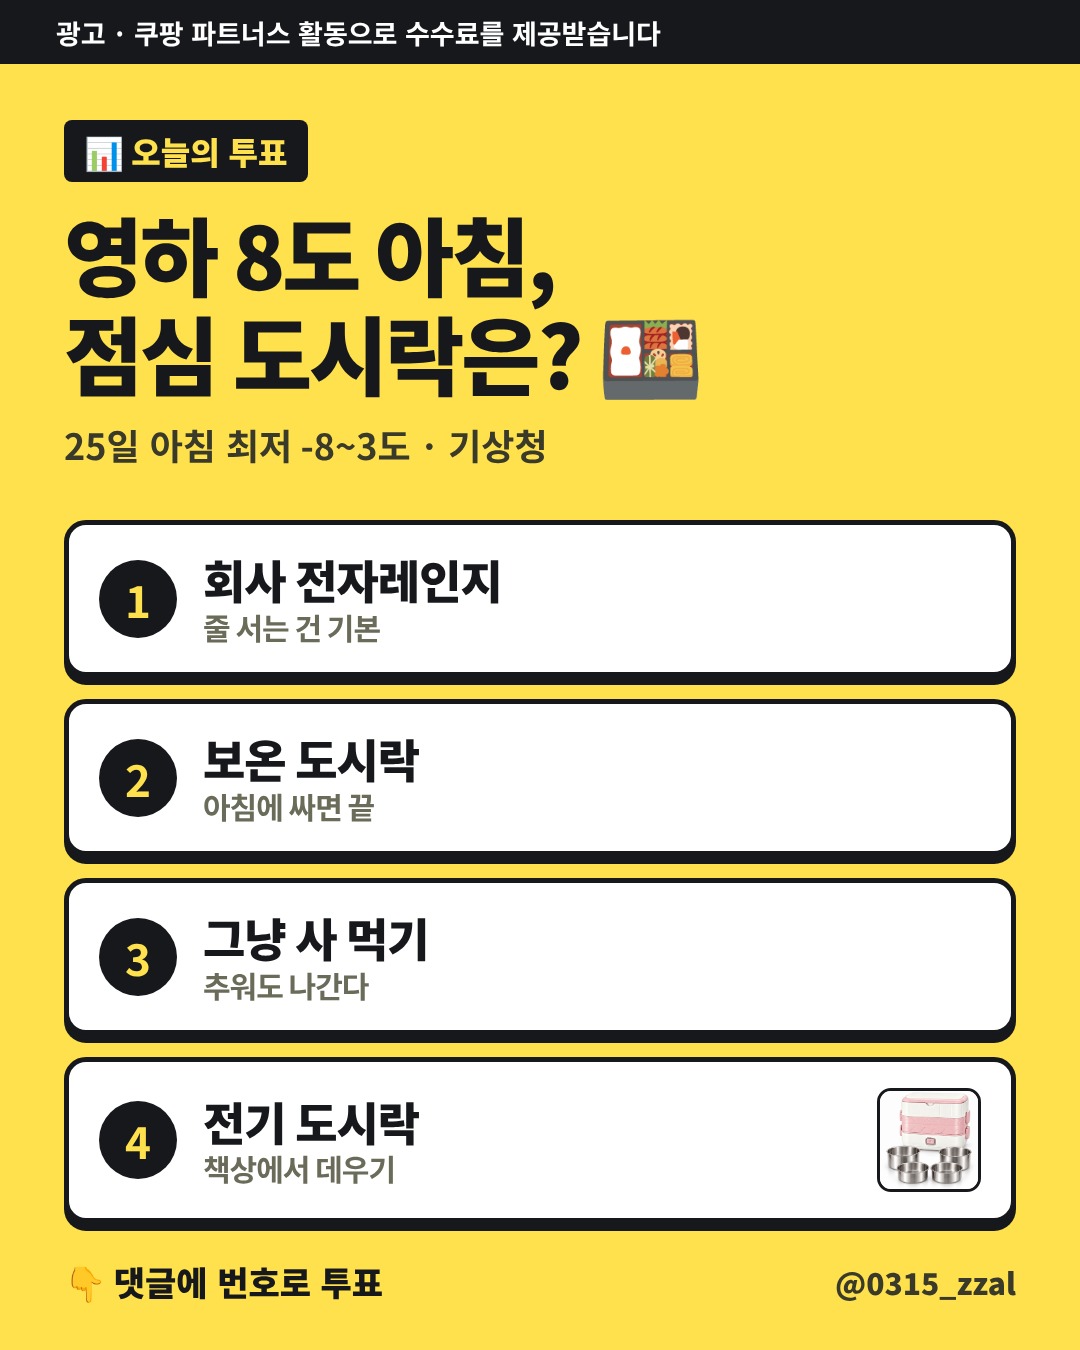 광고 · 쿠팡 파트너스 활동으로 수수료를 제공받습니다
📊 오늘의 투표
영하 8도 아침,
점심 도시락은? 🍱
25일 아침 최저 -8~3도 · 기상청
1
회사 전자레인지
줄 서는 건 기본
2
보온 도시락
아침에 싸면 끝
3
그냥 사 먹기
추워도 나간다
4
전기 도시락
책상에서 데우기
👇 댓글에 번호로 투표
@0315_zzal